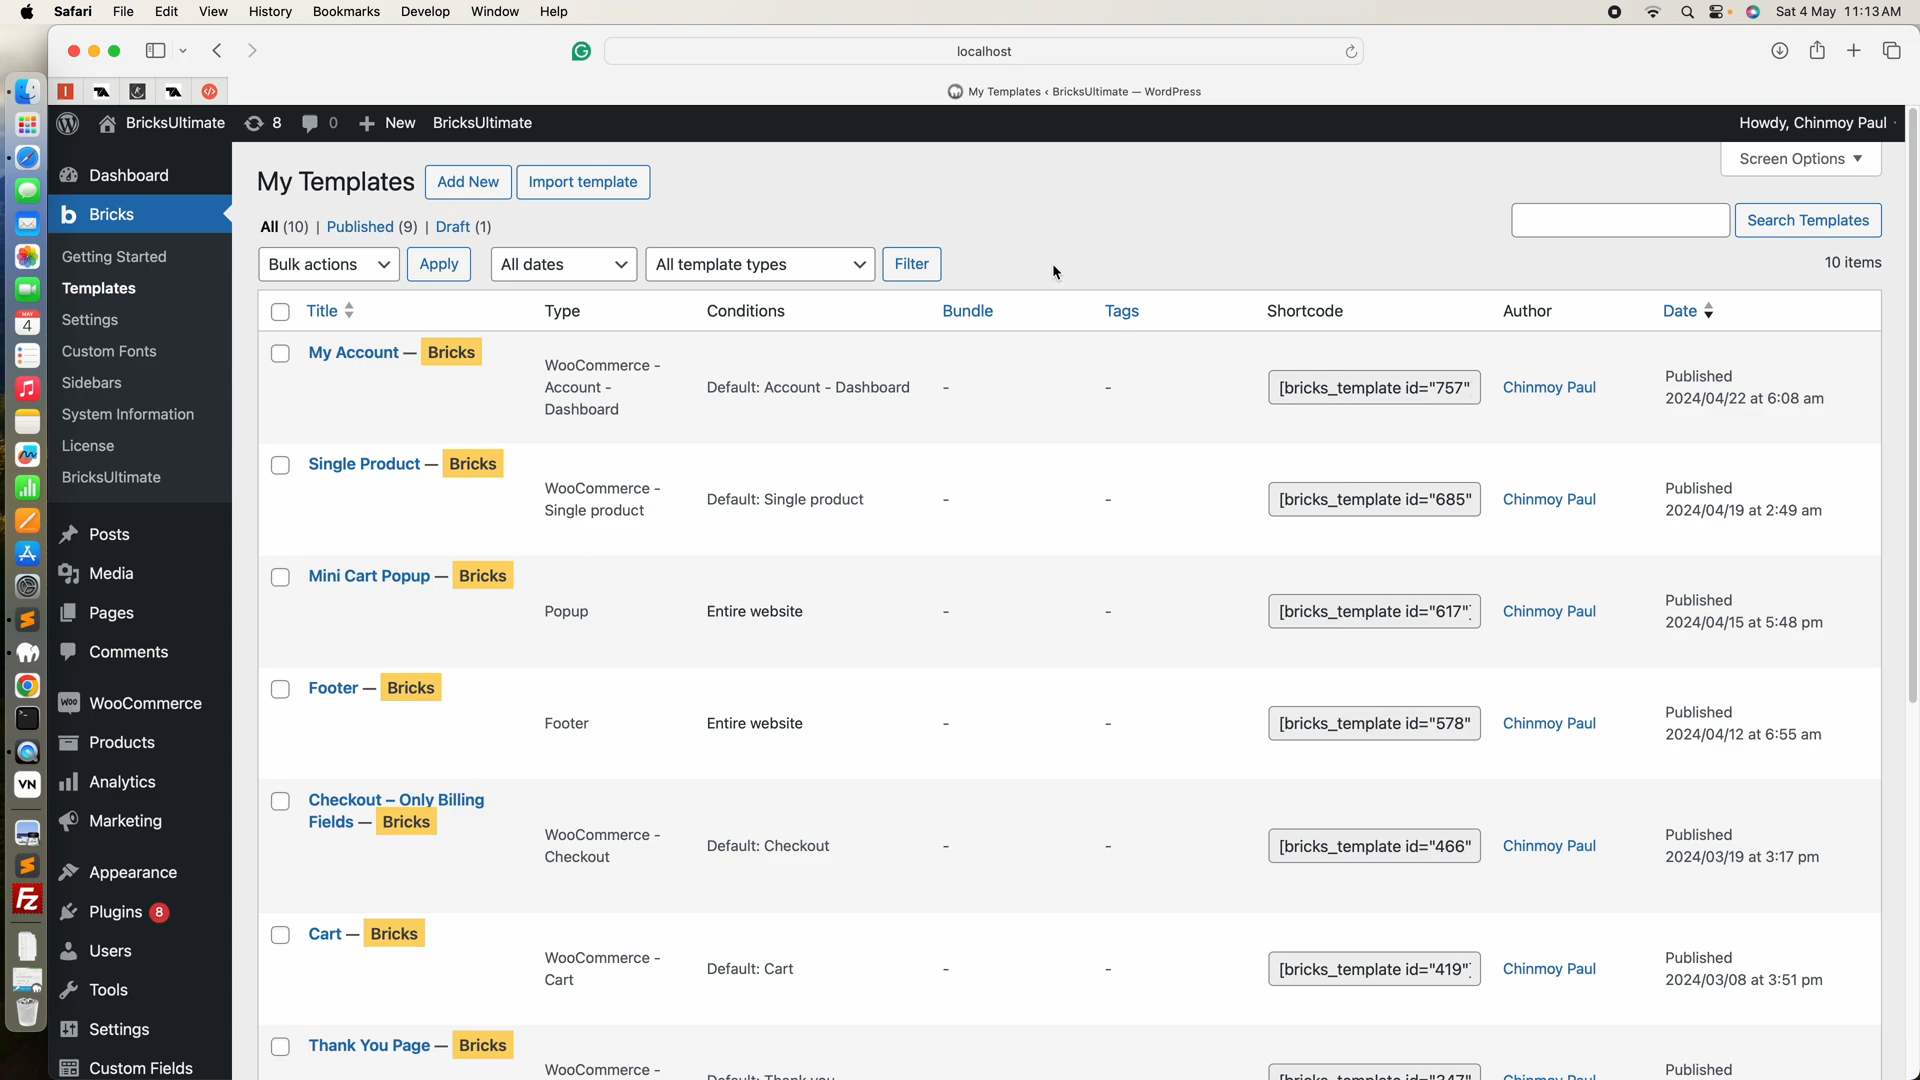 Safari File Edit View History Bookmarks Develop Window Help Sat 4 May 11:13 AM
localhost
My Templates ‹ BricksUltimate — WordPress
BricksUltimate 8 0 New BricksUltimate Howdy, Chinmoy Paul
Screen Options
Dashboard
Bricks
Getting Started
Templates
Settings
Custom Fonts
Sidebars
System Information
License
BricksUltimate
Posts
Media
Pages
Comments
WooCommerce
Products
Analytics
Marketing
Appearance
Plugins 8
Users
Tools
Settings
Custom Fields
My Templates Add New Import template
All (10) | Published (9) | Draft (1)
Search Templates
Bulk actions Apply All dates All template types Filter 10 items
Title Type Conditions Bundle Tags Shortcode Author Date
My Account — Bricks
WooCommerce -
Account -
Dashboard
Default: Account - Dashboard - - [bricks_template id="757" Chinmoy Paul
Published
2024/04/22 at 6:08 am
Single Product — Bricks
WooCommerce -
Single product
Default: Single product - - [bricks_template id="685" Chinmoy Paul
Published
2024/04/19 at 2:49 am
Mini Cart Popup — Bricks
Popup Entire website - - [bricks_template id="617" Chinmoy Paul
Published
2024/04/15 at 5:48 pm
Footer — Bricks
Footer Entire website - - [bricks_template id="578" Chinmoy Paul
Published
2024/04/12 at 6:55 am
Checkout – Only Billing
Fields — Bricks
WooCommerce -
Checkout
Default: Checkout - - [bricks_template id="466" Chinmoy Paul
Published
2024/03/19 at 3:17 pm
Cart — Bricks
WooCommerce -
Cart
Default: Cart - - [bricks_template id="419" Chinmoy Paul
Published
2024/03/08 at 3:51 pm
Thank You Page — Bricks
WooCommerce -
Published